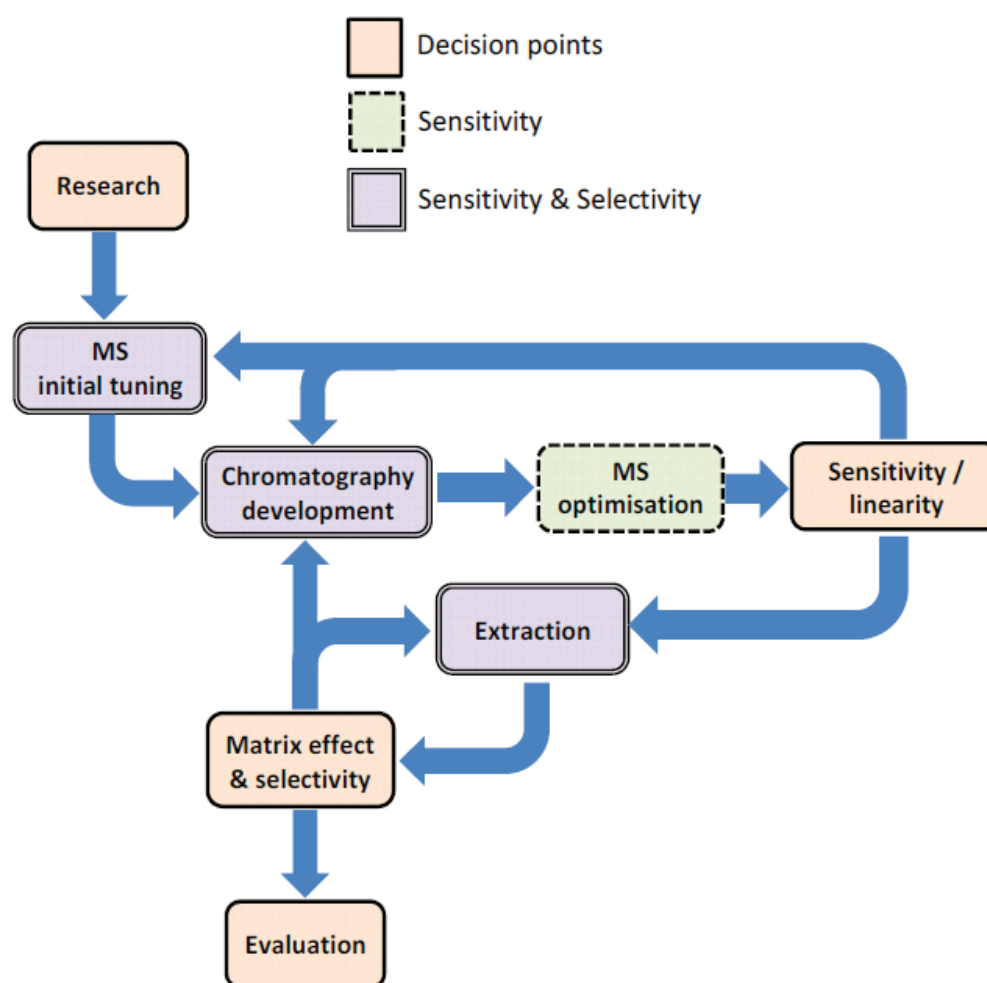 Decision points
Sensitivity
Sensitivity & Selectivity
Research
MS
initial tuning
Chromatography
development
MS
optimisation
Sensitivity /
linearity
Extraction
Matrix effect
& selectivity
Evaluation